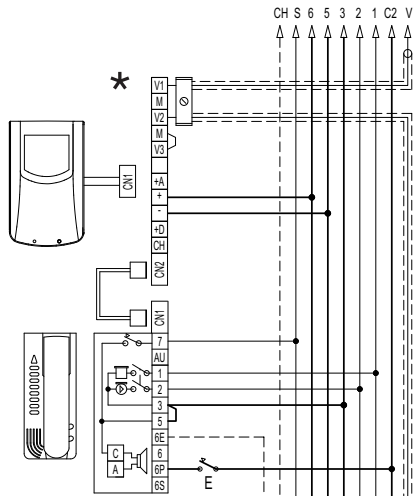 CH S 6 5 3 2 1 C2 V
*
V1
M
V2
M
V3
CN1
+A
+
-
+D
CH
CN2
CN1
7
AU
1
2
3
5
6E
C
6
A
6P
E
6S